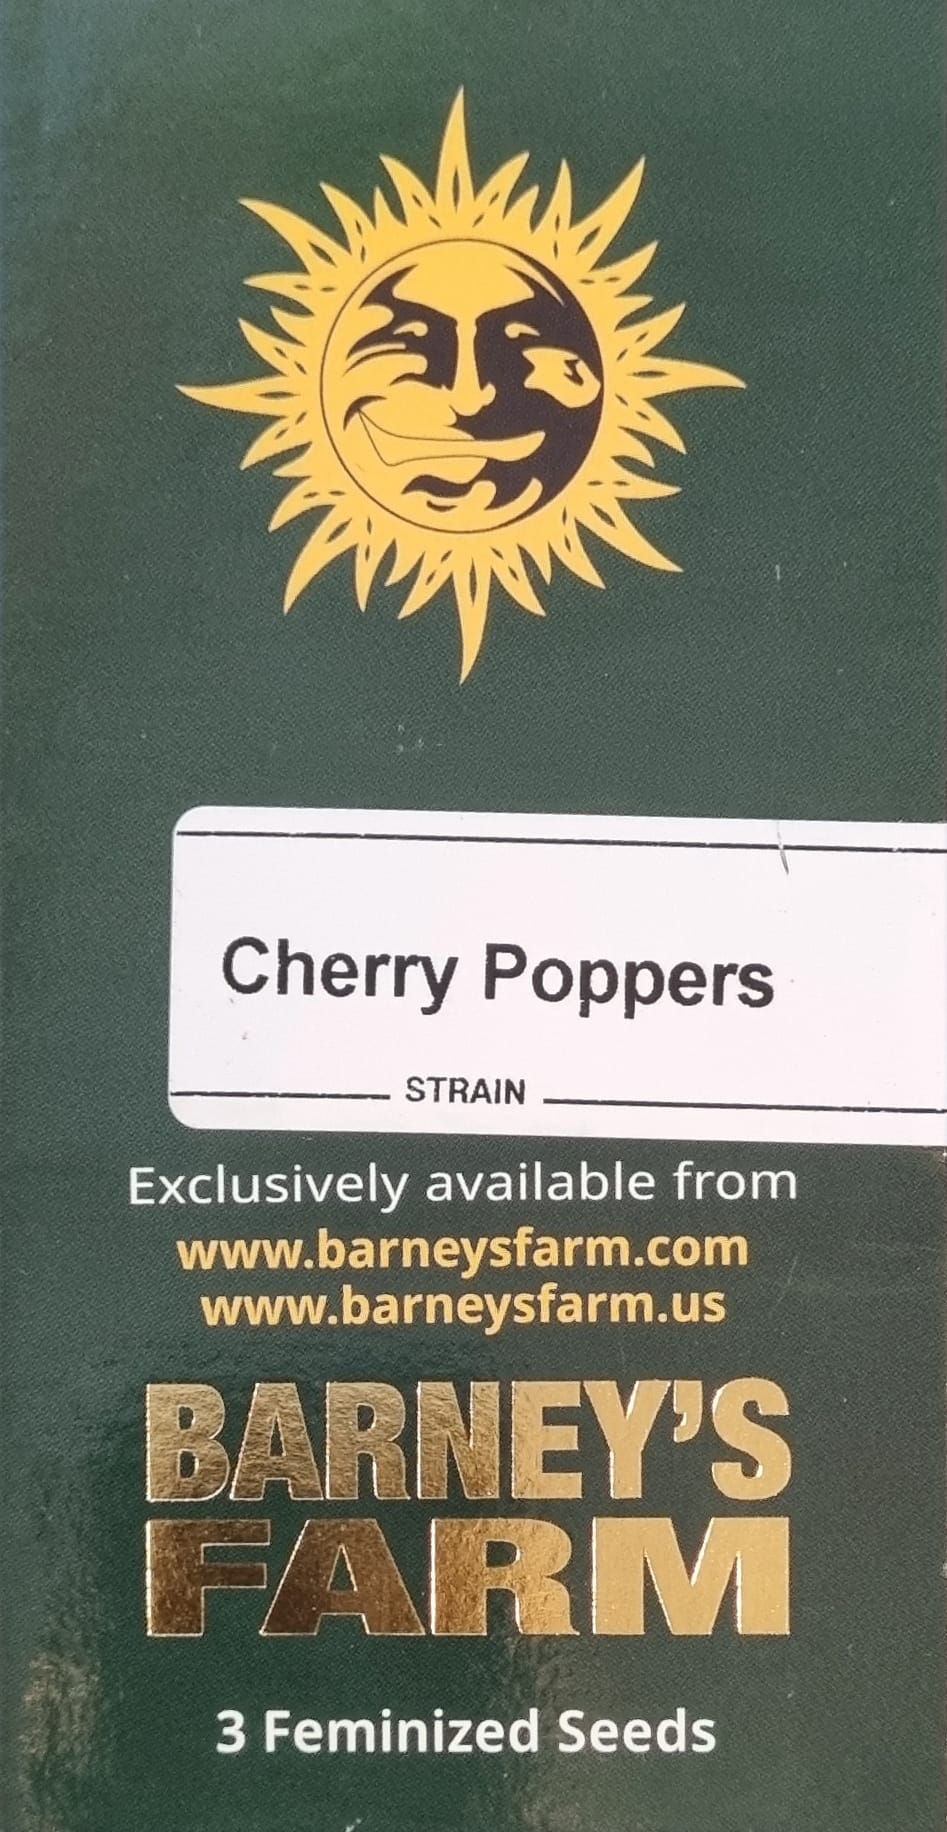 Cherry Poppers
STRAIN
Exclusively available from
www.barneysfarm.com
www.barneysfarm.us
BARNEY'S
FARM
3 Feminized Seeds